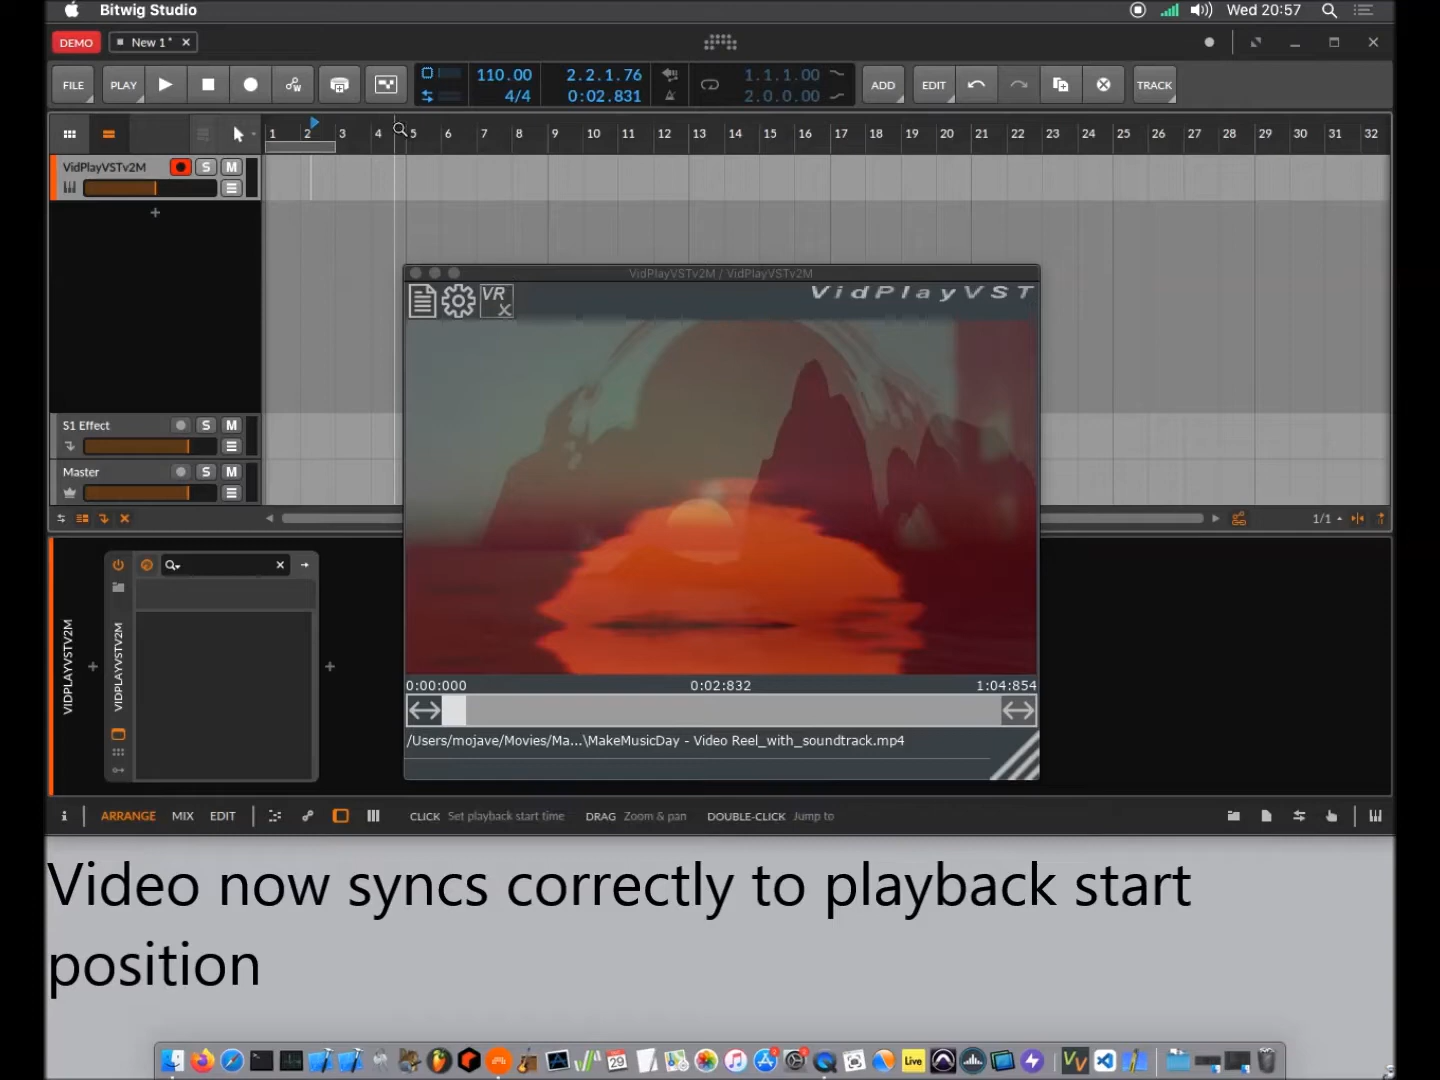 Bitwig Studio
Wed 20:57
DEMO
New 1*
FILE
PLAY
110.00
4/4
2.2.1.76
0:02.831
1.1.1.00
2.0.0.00
ADD
EDIT
TRACK
1 2 3 4 5 6 7 8 9 10 11 12 13 14 15 16 17 18 19 20 21 22 23 24 25 26 27 28 29 30 31 32
VidPlayVSTv2M
S M
S1 Effect
S M
Master
S M
1/1
VidPlayVSTv2M / VidPlayVSTv2M
VR
X
VidPlayVST
0:00:000
0:02:832
1:04:854
/Users/mojave/Movies/Ma...\MakeMusicDay - Video Reel_with_soundtrack.mp4
VIDPLAYVSTV2M
VIDPLAYVSTV2M
ARRANGE MIX EDIT
CLICK Set playback start time DRAG Zoom & pan DOUBLE-CLICK Jump to
Video now syncs correctly to playback start
position
29
Live